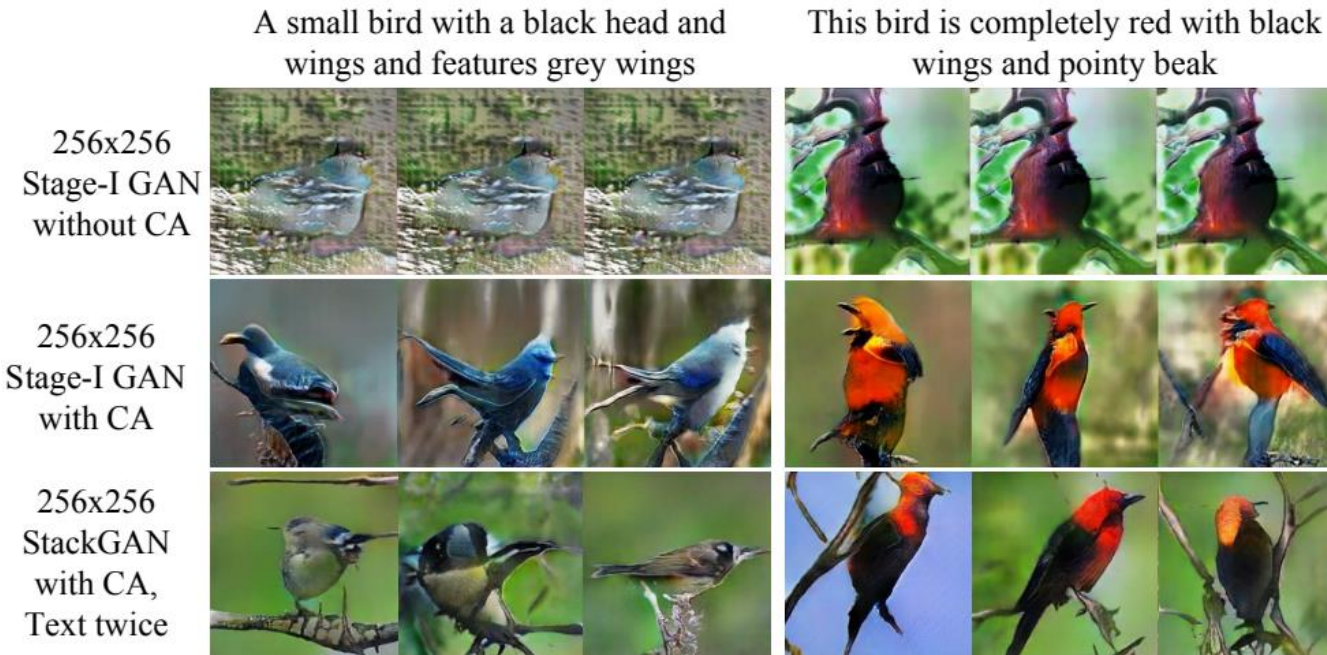 A small bird with a black head and
wings and features grey wings
This bird is completely red with black
wings and pointy beak
256x256
Stage-I GAN
without CA
256x256
Stage-I GAN
with CA
256x256
StackGAN
with CA,
Text twice